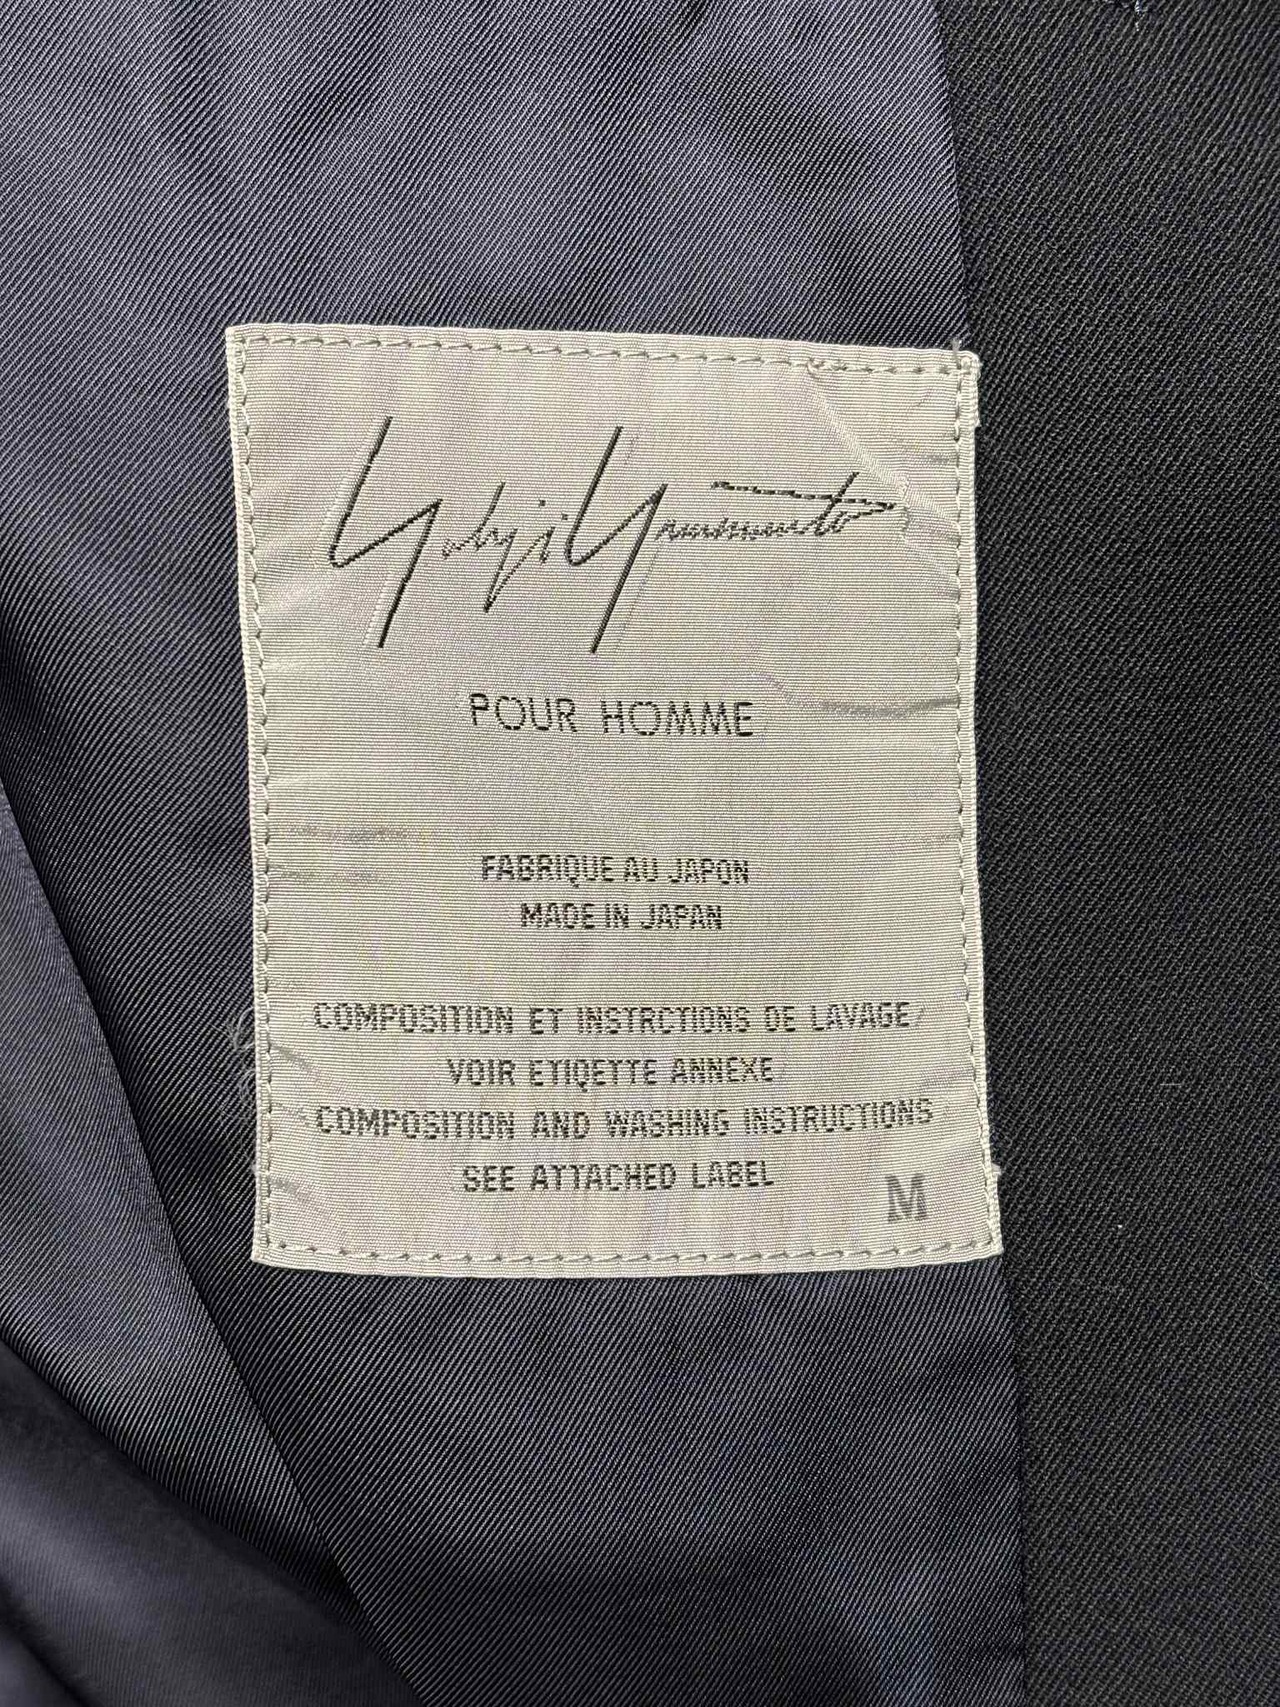 Yohji Yamamoto
POUR HOMME
FABRIQUE AU JAPON
MADE IN JAPAN
COMPOSITION ET INSTRCTIONS DE LAVAGE/
VOIR ETIQETTE ANNEXE
COMPOSITION AND WASHING INSTRUCTIONS
SEE ATTACHED LABEL
M